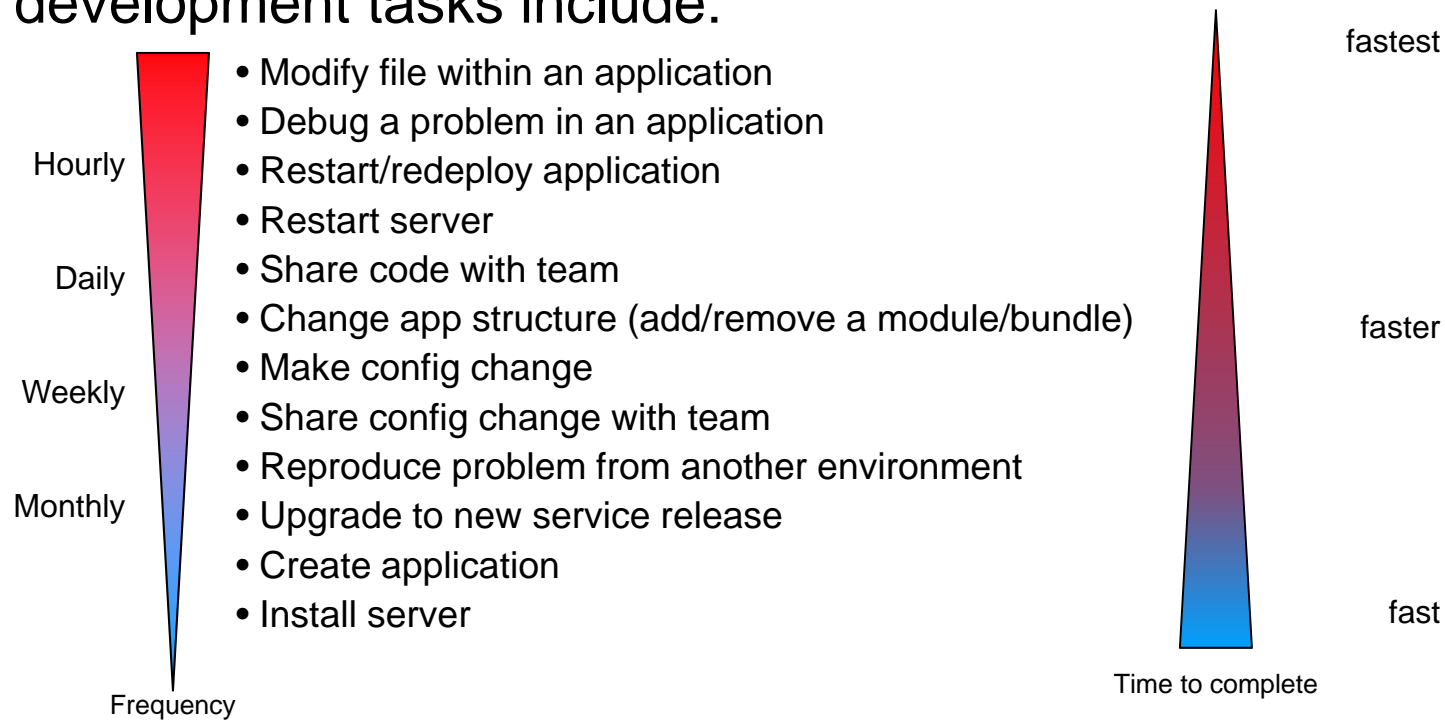 development tasks include:
fastest
• Modify file within an application
• Debug a problem in an application
Hourly
• Restart/redeploy application
• Restart server
Daily
• Share code with team
• Change app structure (add/remove a module/bundle)
faster
• Make config change
Weekly
• Share config change with team
• Reproduce problem from another environment
Monthly
• Upgrade to new service release
• Create application
• Install server
fast
Time to complete
Frequency